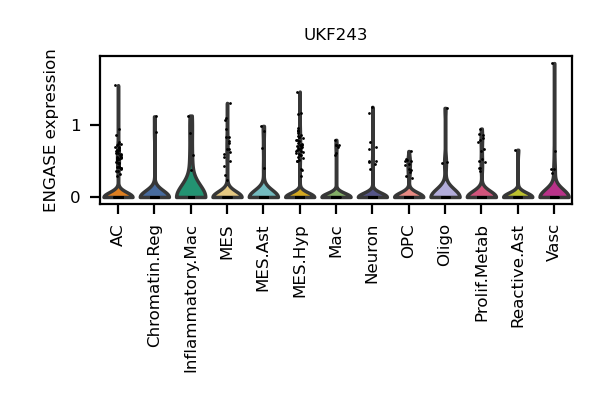 UKF243
ENGASE expression
1
0
AC
Chromatin.Reg
Inflammatory.Mac
MES
MES.Ast
MES.Hyp
Mac
Neuron
OPC
Oligo
Prolif.Metab
Reactive.Ast
Vasc